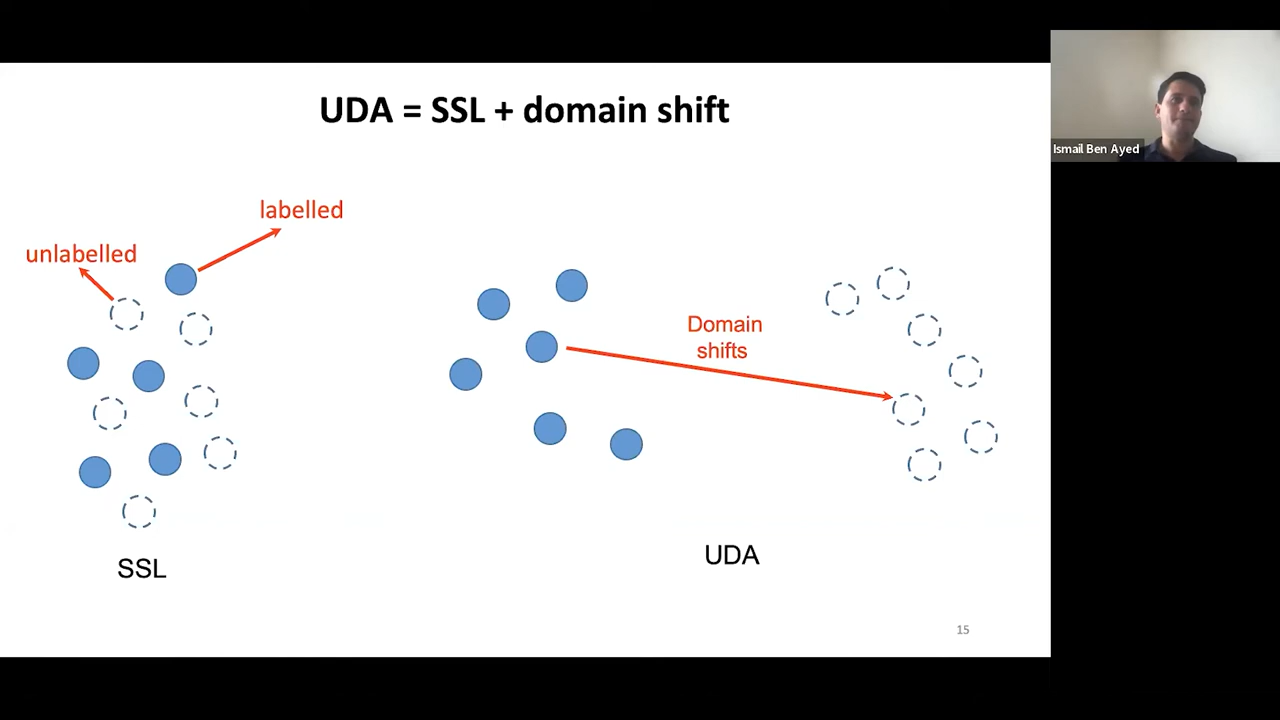 UDA = SSL + domain shift
labelled
unlabelled
Domain
shifts
SSL
UDA
15
Ismail Ben Ayed